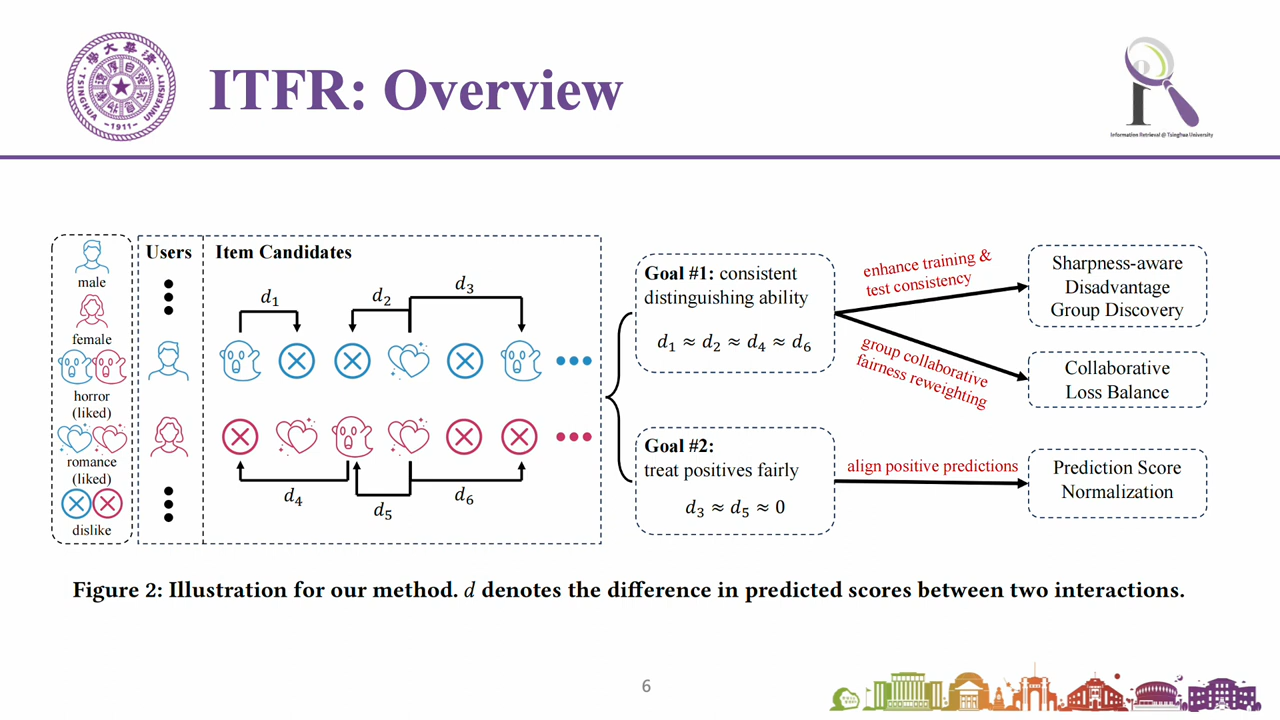 ITFR: Overview
TSINGHUA UNIVERSITY
1911
Information Retrieval @ Tsinghua University
male
female
horror
(liked)
romance
(liked)
dislike
Users
Item Candidates
d1
d2
d3
d4
d5
d6
Goal #1: consistent
distinguishing ability
d1 ≈ d2 ≈ d4 ≈ d6
Goal #2:
treat positives fairly
d3 ≈ d5 ≈ 0
enhance training &
test consistency
group collaborative
fairness reweighting
align positive predictions
Sharpness-aware
Disadvantage
Group Discovery
Collaborative
Loss Balance
Prediction Score
Normalization
Figure 2: Illustration for our method. d denotes the difference in predicted scores between two interactions.
6